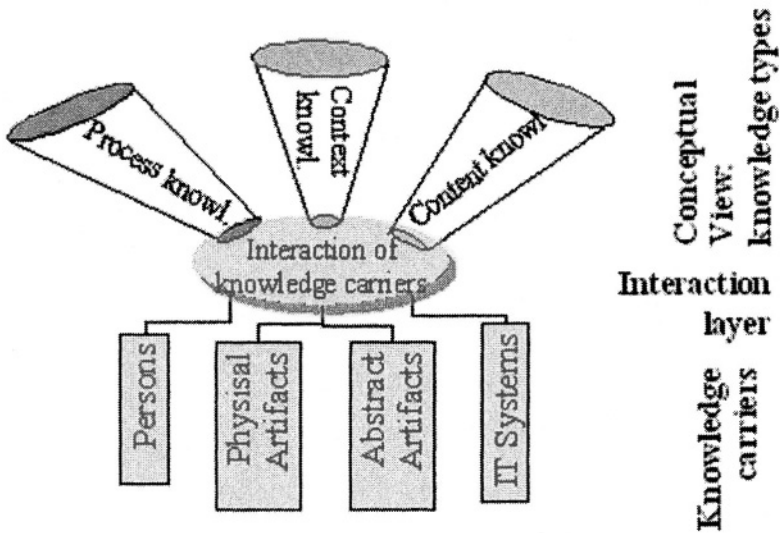 Process knowl.
Context
knowl.
Content knowl
Conceptual
View:
knowledge types
Interaction of
knowledge carriers
Interaction
layer
Persons
Physisal
Artifacts
Abstract
Artifacts
IT Systems
Knowledge
carriers